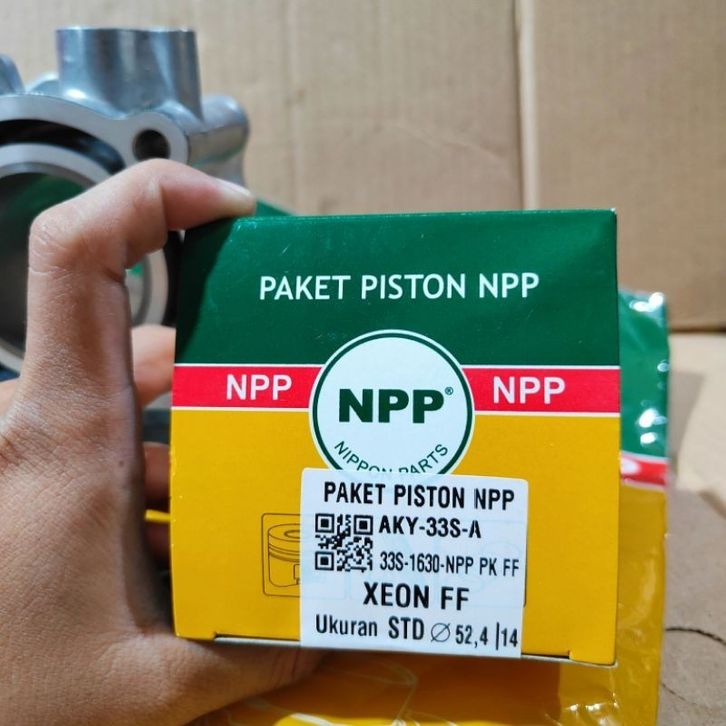 PAKET PISTON NPP
NPP
NPP®
NPP
NIPPON PARTS
PAKET PISTON NPP
AKY-33S-A
33S-1630-NPP PK FF
XEON FF
Ukuran STD Ø 52,4 |14